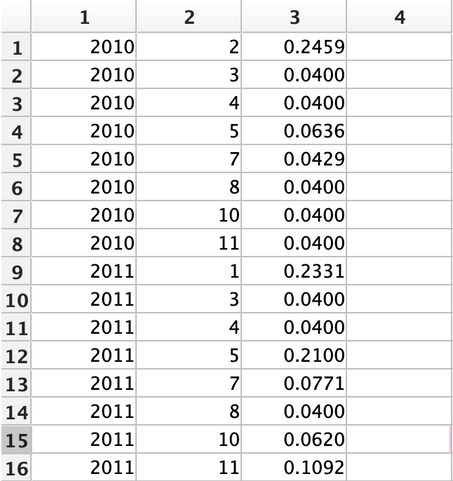 1 2 3 4
1 2010 2 0.2459
2 2010 3 0.0400
3 2010 4 0.0400
4 2010 5 0.0636
5 2010 7 0.0429
6 2010 8 0.0400
7 2010 10 0.0400
8 2010 11 0.0400
9 2011 1 0.2331
10 2011 3 0.0400
11 2011 4 0.0400
12 2011 5 0.2100
13 2011 7 0.0771
14 2011 8 0.0400
15 2011 10 0.0620
16 2011 11 0.1092